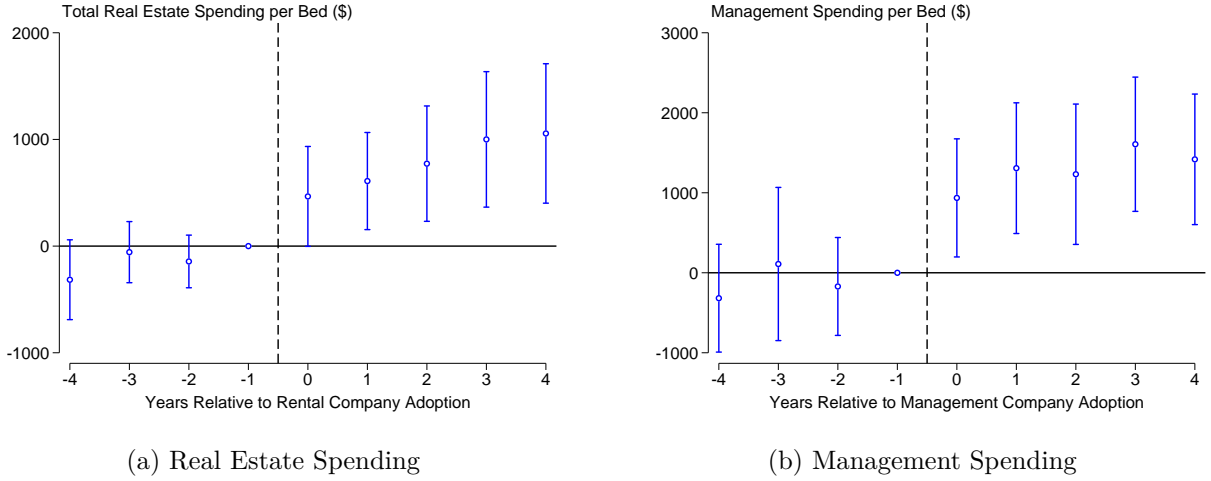 Total Real Estate Spending per Bed ($)
2000
1000
0
-1000
-4 -3 -2 -1 0 1 2 3 4
Years Relative to Rental Company Adoption
(a) Real Estate Spending
Management Spending per Bed ($)
3000
2000
1000
0
-1000
-4 -3 -2 -1 0 1 2 3 4
Years Relative to Management Company Adoption
(b) Management Spending